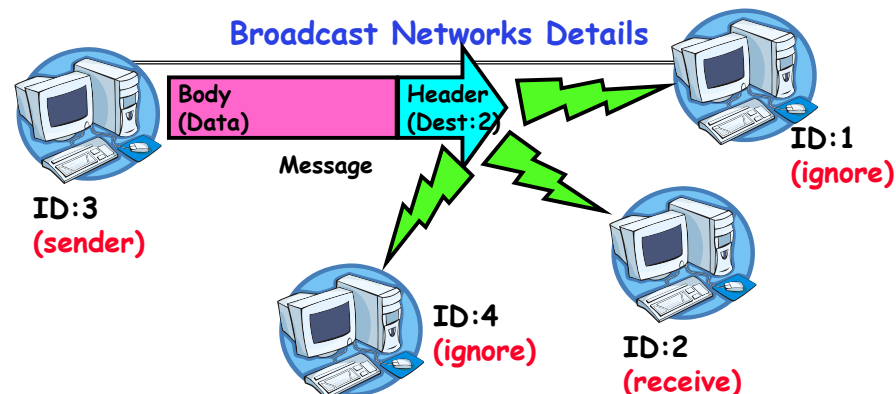 Broadcast Networks Details
Body
(Data)
Header
(Dest:2)
Message
ID:1
(ignore)
ID:3
(sender)
ID:4
(ignore)
ID:2
(receive)